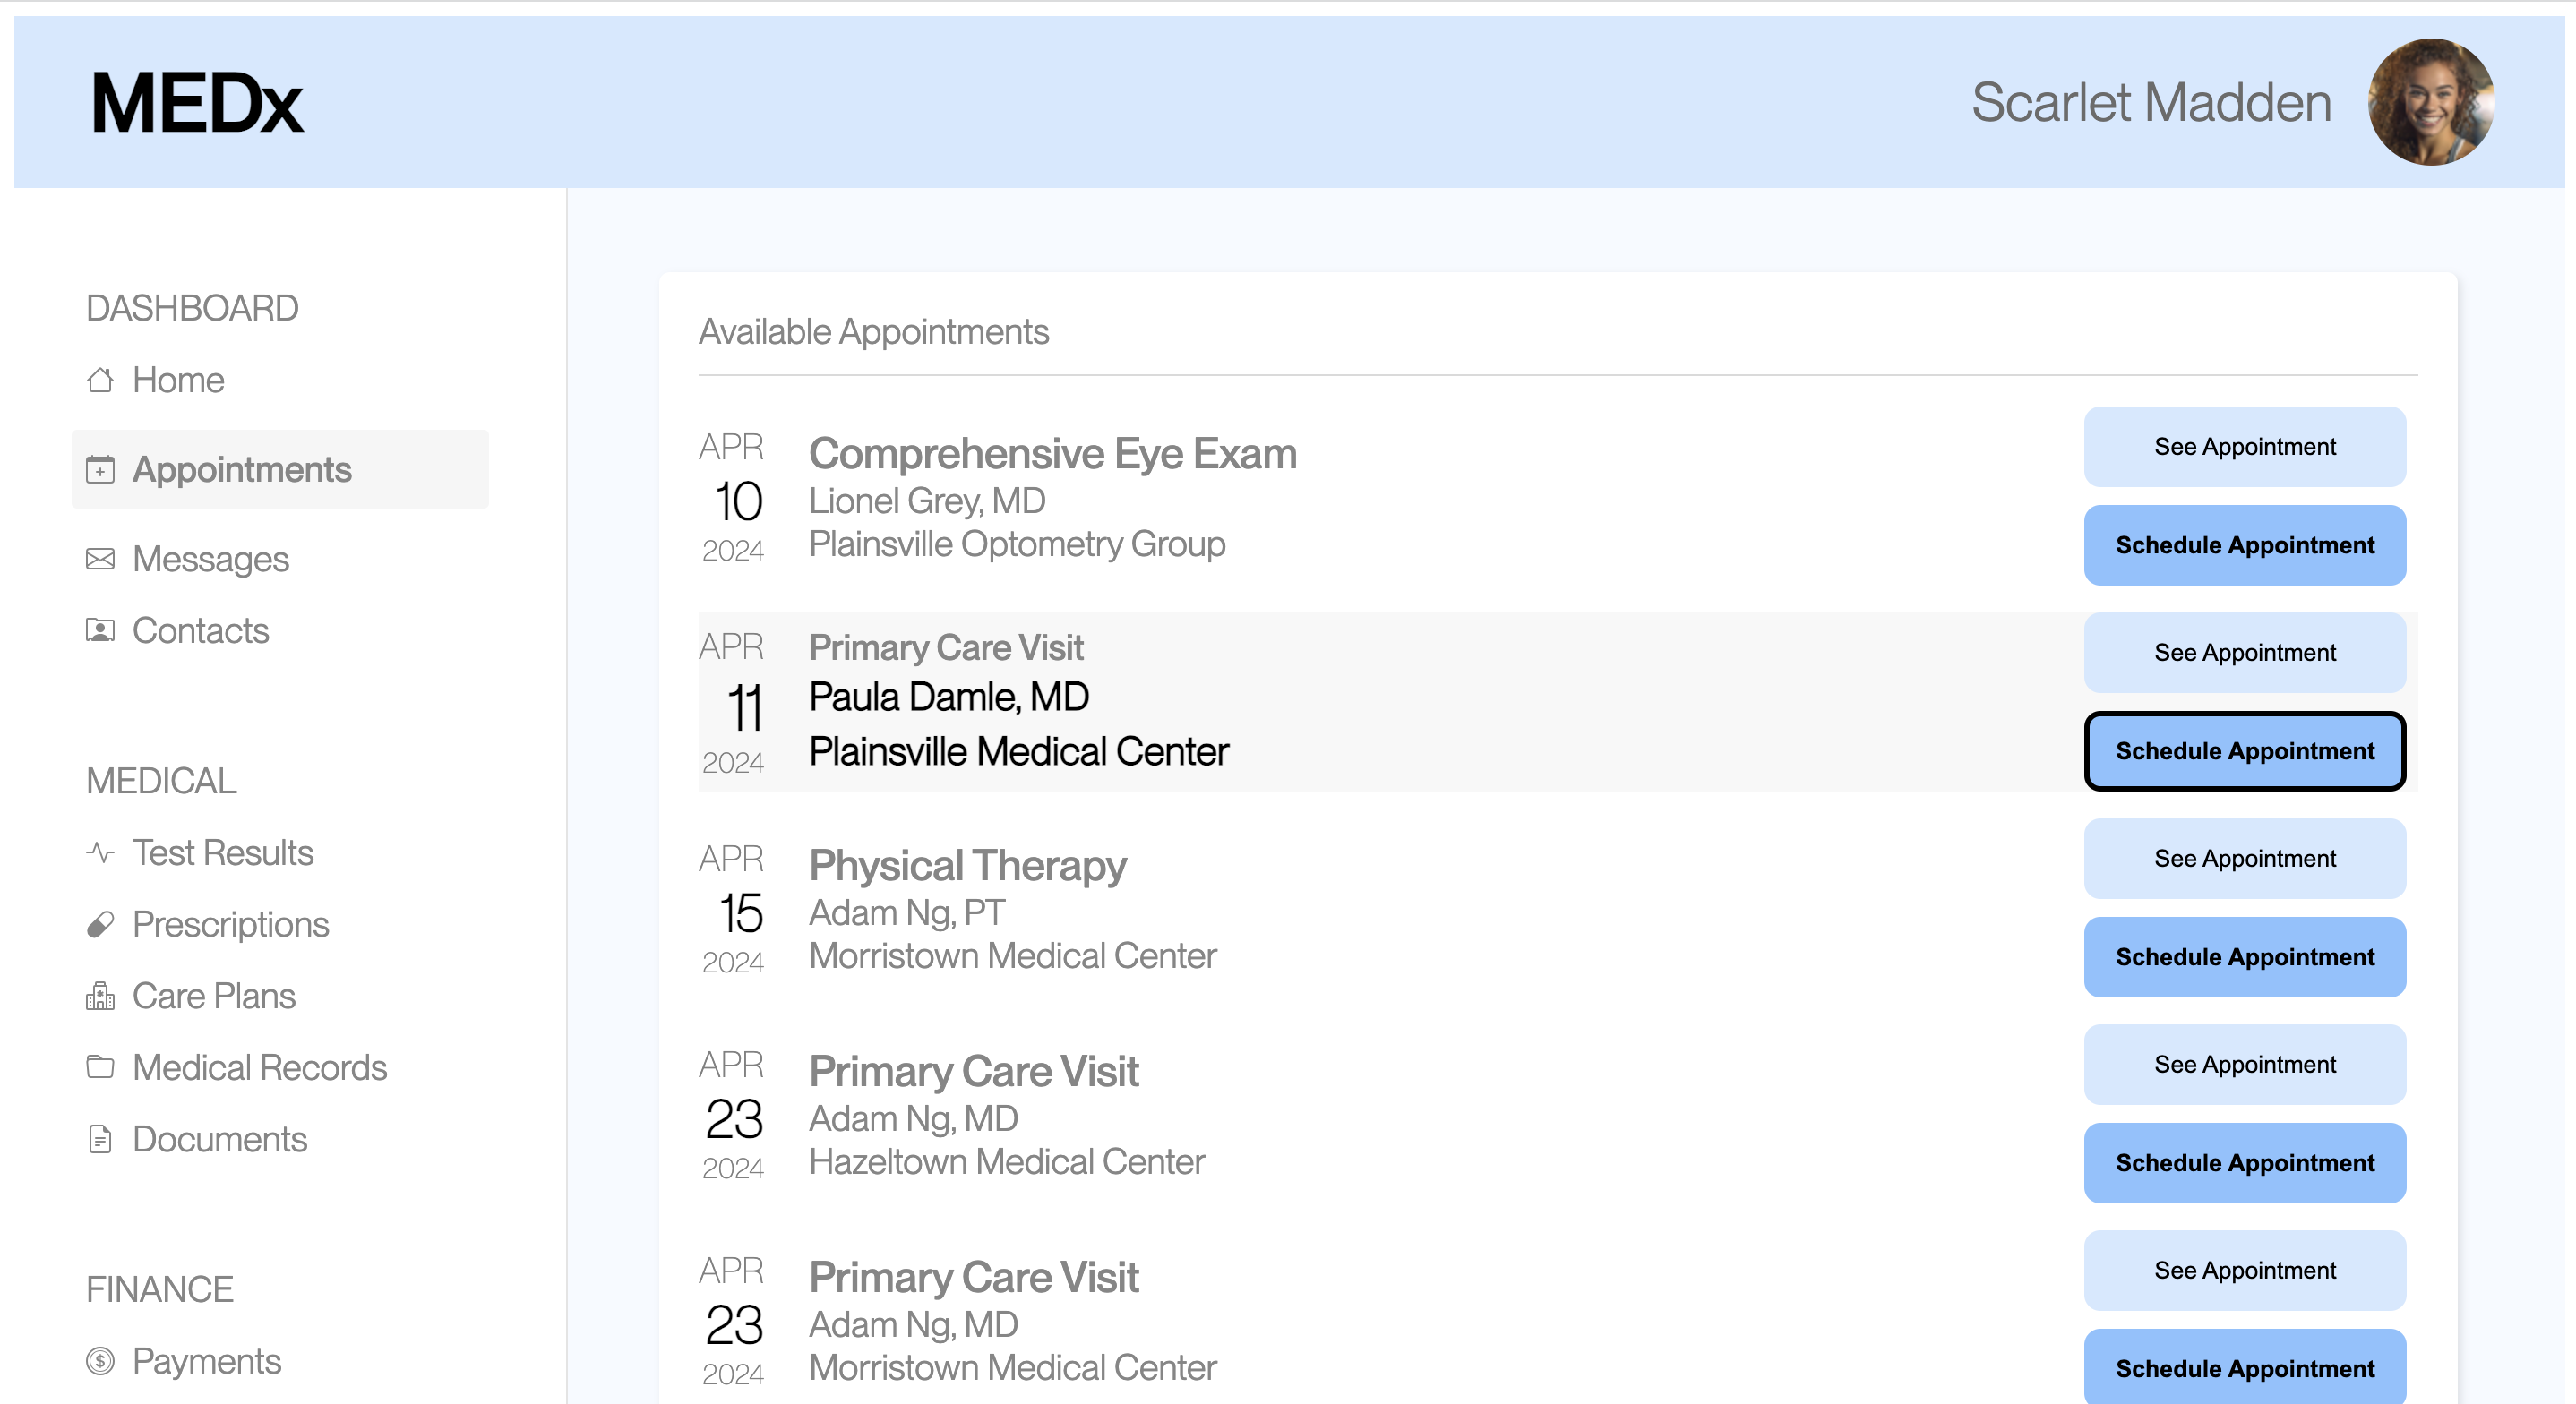 MEDx
Scarlet Madden
DASHBOARD
Home
Appointments
Messages
Contacts
MEDICAL
Test Results
Prescriptions
Care Plans
Medical Records
Documents
FINANCE
Payments
Available Appointments
APR
10
2024
Comprehensive Eye Exam
Lionel Grey, MD
Plainsville Optometry Group
See Appointment
Schedule Appointment
APR
11
2024
Primary Care Visit
Paula Damle, MD
Plainsville Medical Center
See Appointment
Schedule Appointment
APR
15
2024
Physical Therapy
Adam Ng, PT
Morristown Medical Center
See Appointment
Schedule Appointment
APR
23
2024
Primary Care Visit
Adam Ng, MD
Hazeltown Medical Center
See Appointment
Schedule Appointment
APR
23
2024
Primary Care Visit
Adam Ng, MD
Morristown Medical Center
See Appointment
Schedule Appointment